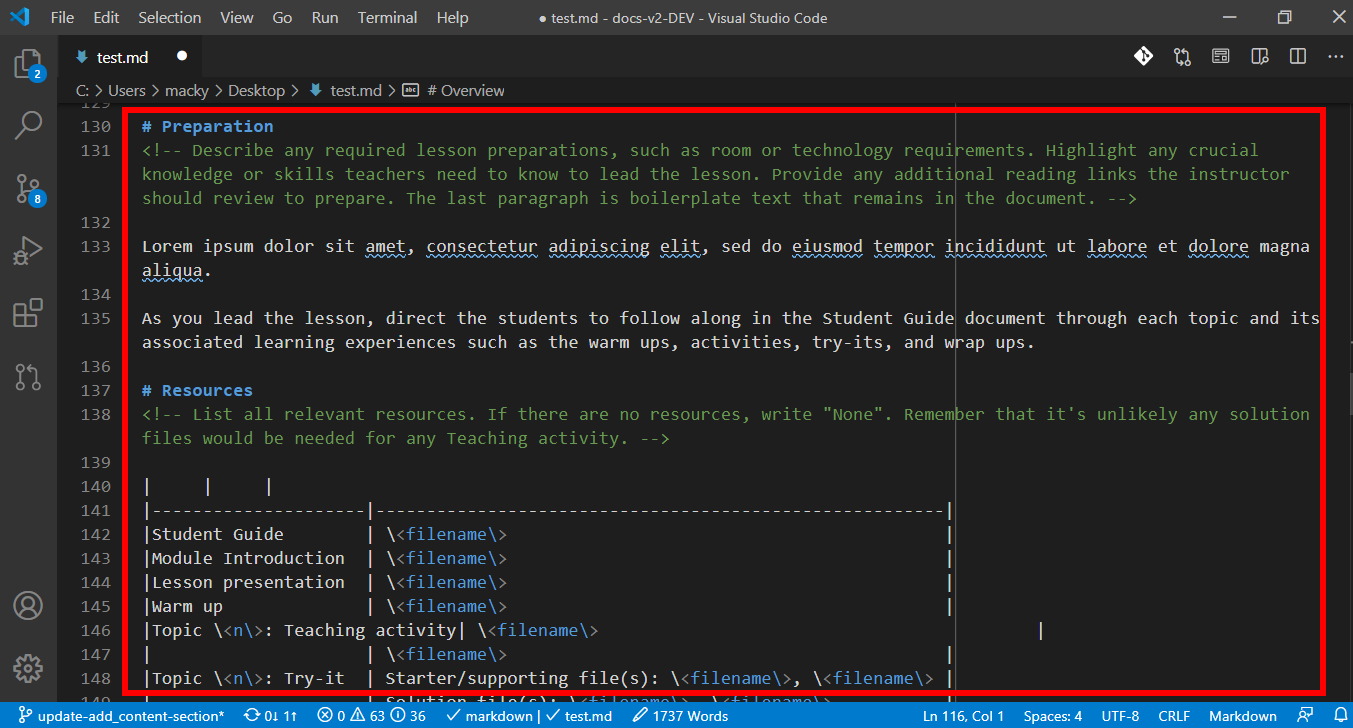 File Edit Selection View Go Run Terminal Help ● test.md - docs-v2-DEV - Visual Studio Code
test.md ●
C: > Users > macky > Desktop > test.md > # Overview
129
130 # Preparation
131 <!-- Describe any required lesson preparations, such as room or technology requirements. Highlight any crucial
knowledge or skills teachers need to know to lead the lesson. Provide any additional reading links the instructor
should review to prepare. The last paragraph is boilerplate text that remains in the document. -->
132
133 Lorem ipsum dolor sit amet, consectetur adipiscing elit, sed do eiusmod tempor incididunt ut labore et dolore magna
aliqua.
134
135 As you lead the lesson, direct the students to follow along in the Student Guide document through each topic and its
associated learning experiences such as the warm ups, activities, try-its, and wrap ups.
136
137 # Resources
138 <!-- List all relevant resources. If there are no resources, write "None". Remember that it's unlikely any solution
files would be needed for any Teaching activity. -->
139
140 |     |     |
141 |---------------------|--------------------------------------------------------|
142 |Student Guide        | \<filename\>                                           |
143 |Module Introduction  | \<filename\>                                           |
144 |Lesson presentation  | \<filename\>                                           |
145 |Warm up              | \<filename\>                                           |
146 |Topic \<n\>: Teaching activity| \<filename\>                                           |
147 |                     | \<filename\>                                           |
148 |Topic \<n\>: Try-it  | Starter/supporting file(s): \<filename\>, \<filename\> |
149 |                     | Solution file(s): \<filename\>, \<filename\>           |
2
8
update-add_content-section* 0↓ 1↑ 0 63 36 markdown | test.md 1737 Words Ln 116, Col 1 Spaces: 4 UTF-8 CRLF Markdown